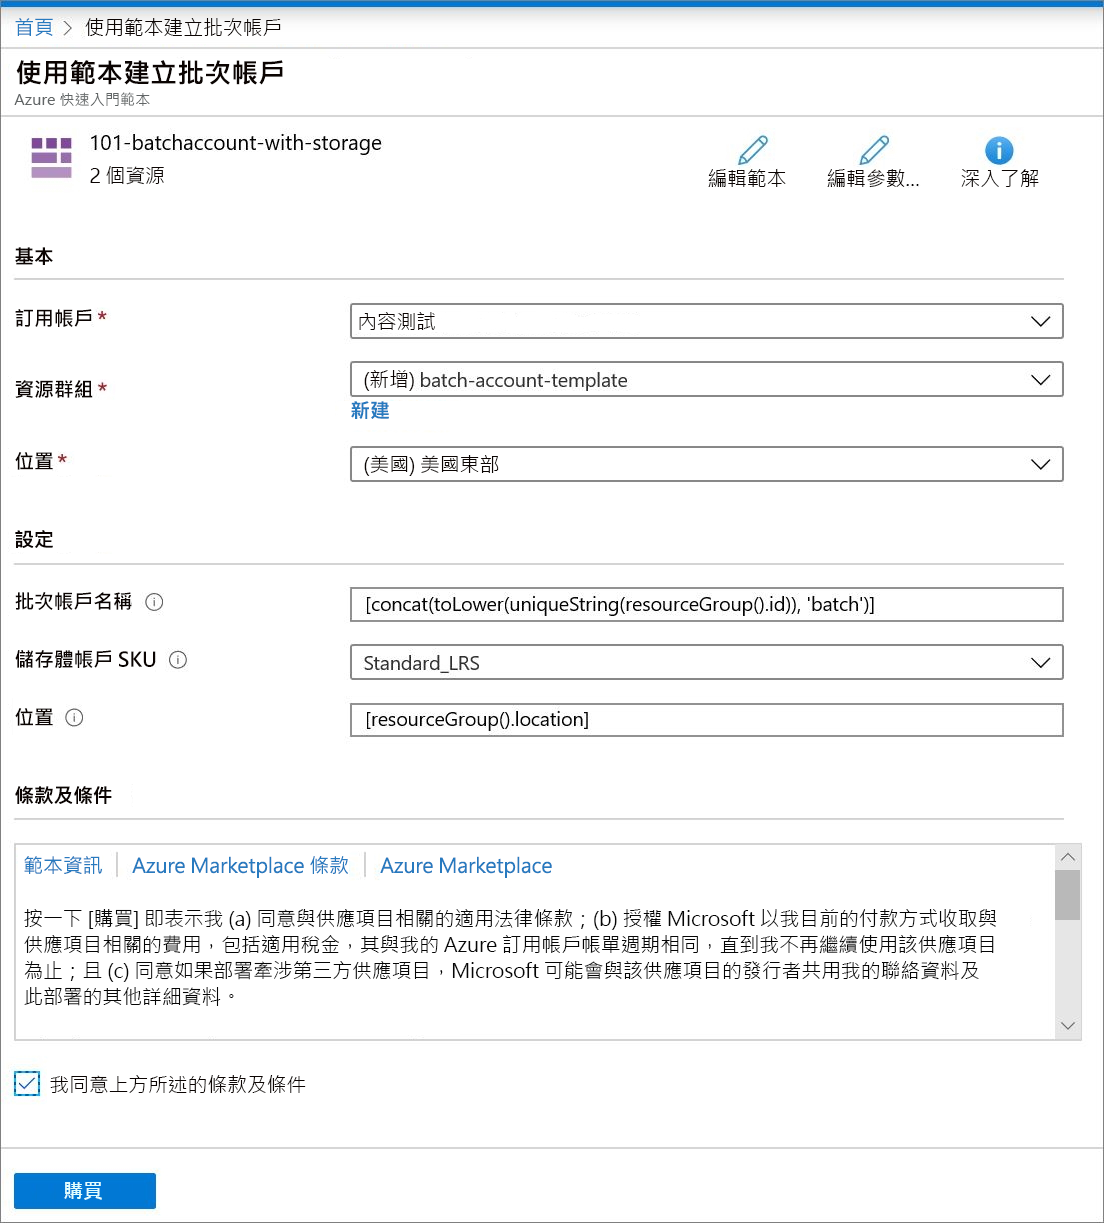 首頁 > 使用範本建立批次帳戶
使用範本建立批次帳戶
Azure 快速入門範本
101-batchaccount-with-storage
2 個資源
編輯範本 編輯參數... 深入了解
基本
訂用帳戶* 內容測試
資源群組* (新增) batch-account-template
新建
位置* (美國) 美國東部
設定
批次帳戶名稱 [concat(toLower(uniqueString(resourceGroup().id)), 'batch')]
儲存體帳戶 SKU Standard_LRS
位置 [resourceGroup().location]
條款及條件
範本資訊 | Azure Marketplace 條款 | Azure Marketplace
按一下 [購買] 即表示我 (a) 同意與供應項目相關的適用法律條款；(b) 授權 Microsoft 以我目前的付款方式收取與
供應項目相關的費用，包括適用稅金，其與我的 Azure 訂用帳戶帳單週期相同，直到我不再繼續使用該供應項目
為止；且 (c) 同意如果部署牽涉第三方供應項目，Microsoft 可能會與該供應項目的發行者共用我的聯絡資料及
此部署的其他詳細資料。
我同意上方所述的條款及條件
購買